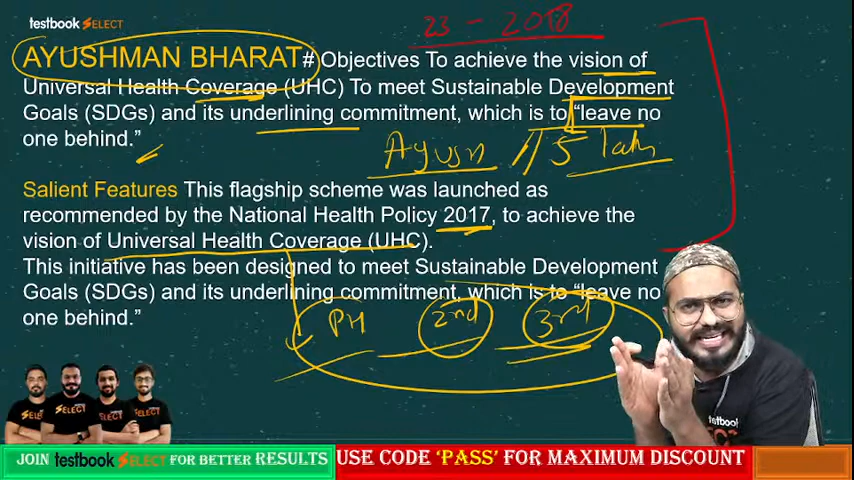 testbook SELECT
23 - 2018
AYUSHMAN BHARAT # Objectives To achieve the vision of
Universal Health Coverage (UHC) To meet Sustainable Development
Goals (SDGs) and its underlining commitment, which is to “leave no
one behind.”
Ayush 5 Lakh
Salient Features This flagship scheme was launched as
recommended by the National Health Policy 2017, to achieve the
vision of Universal Health Coverage (UHC).
This initiative has been designed to meet Sustainable Development
Goals (SDGs) and its underlining commitment, which is to “leave no
one behind.”
PH 2nd 3rd
testbook
SELECT SELECT SELECT
JOIN testbook SELECT FOR BETTER RESULTS USE CODE ‘PASS’ FOR MAXIMUM DISCOUNT